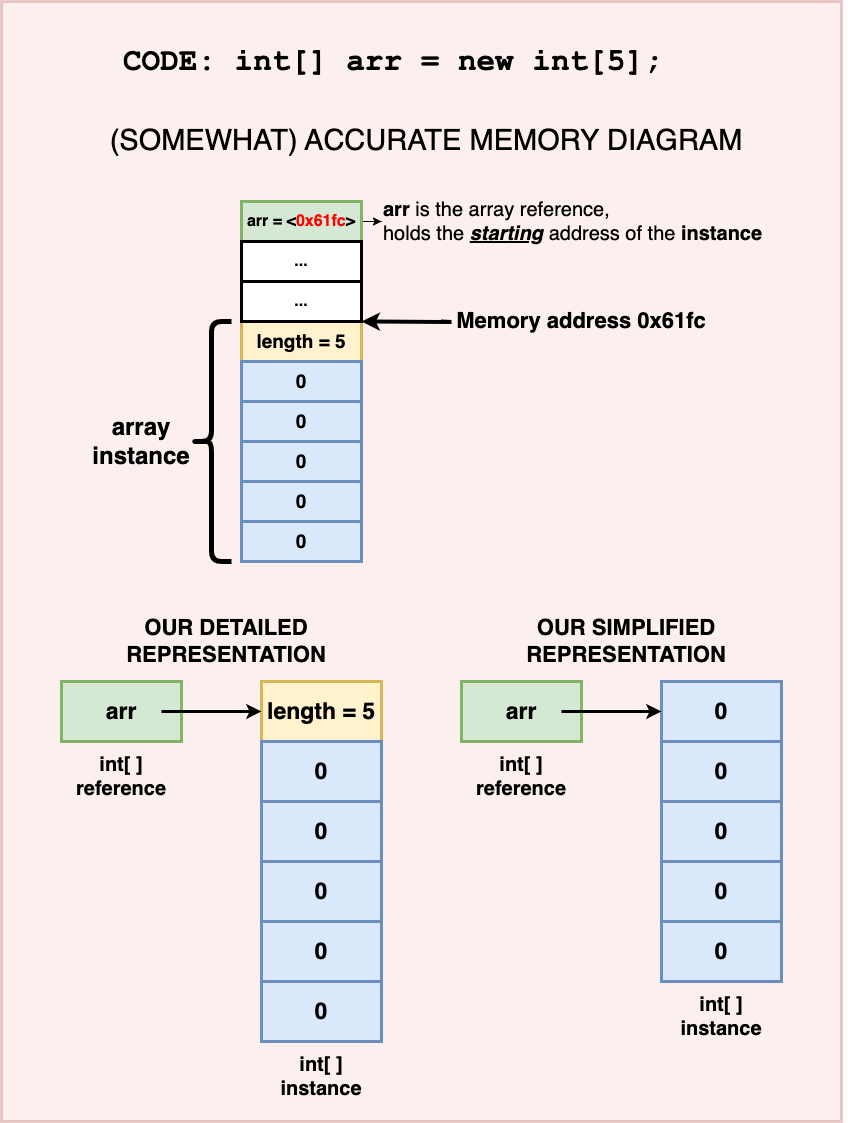 CODE: int[] arr = new int[5];
(SOMEWHAT) ACCURATE MEMORY DIAGRAM
arr = <0x61fc>
arr is the array reference,
holds the starting address of the instance
...
...
Memory address 0x61fc
length = 5
0
0
0
0
0
array
instance
OUR DETAILED
REPRESENTATION
arr
length = 5
int[ ]
reference
0
0
0
0
0
int[ ]
instance
OUR SIMPLIFIED
REPRESENTATION
arr
0
int[ ]
reference
0
0
0
0
int[ ]
instance